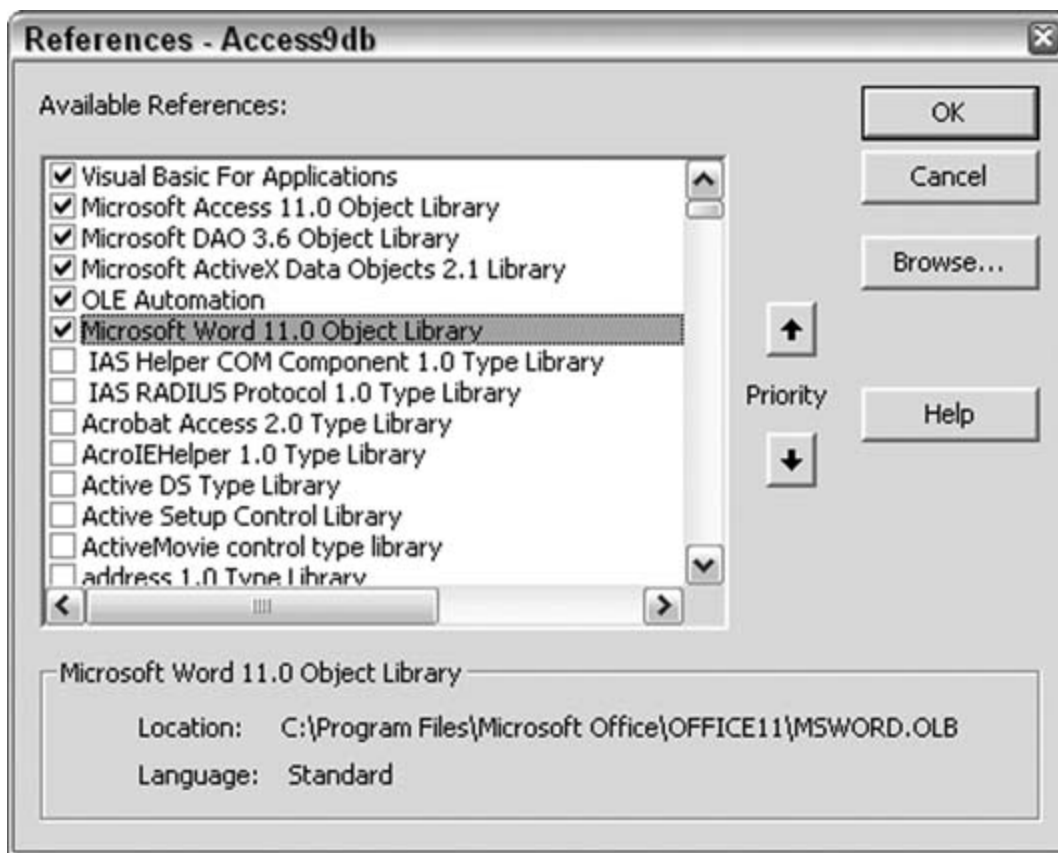 References - Access9db
Available References:
OK
Cancel
Browse...
Help
Priority
Visual Basic For Applications
Microsoft Access 11.0 Object Library
Microsoft DAO 3.6 Object Library
Microsoft ActiveX Data Objects 2.1 Library
OLE Automation
Microsoft Word 11.0 Object Library
IAS Helper COM Component 1.0 Type Library
IAS RADIUS Protocol 1.0 Type Library
Acrobat Access 2.0 Type Library
AcroIEHelper 1.0 Type Library
Active DS Type Library
Active Setup Control Library
ActiveMovie control type library
address 1.0 Type Library
Microsoft Word 11.0 Object Library
Location: C:\Program Files\Microsoft Office\OFFICE11\MSWORD.OLB
Language: Standard